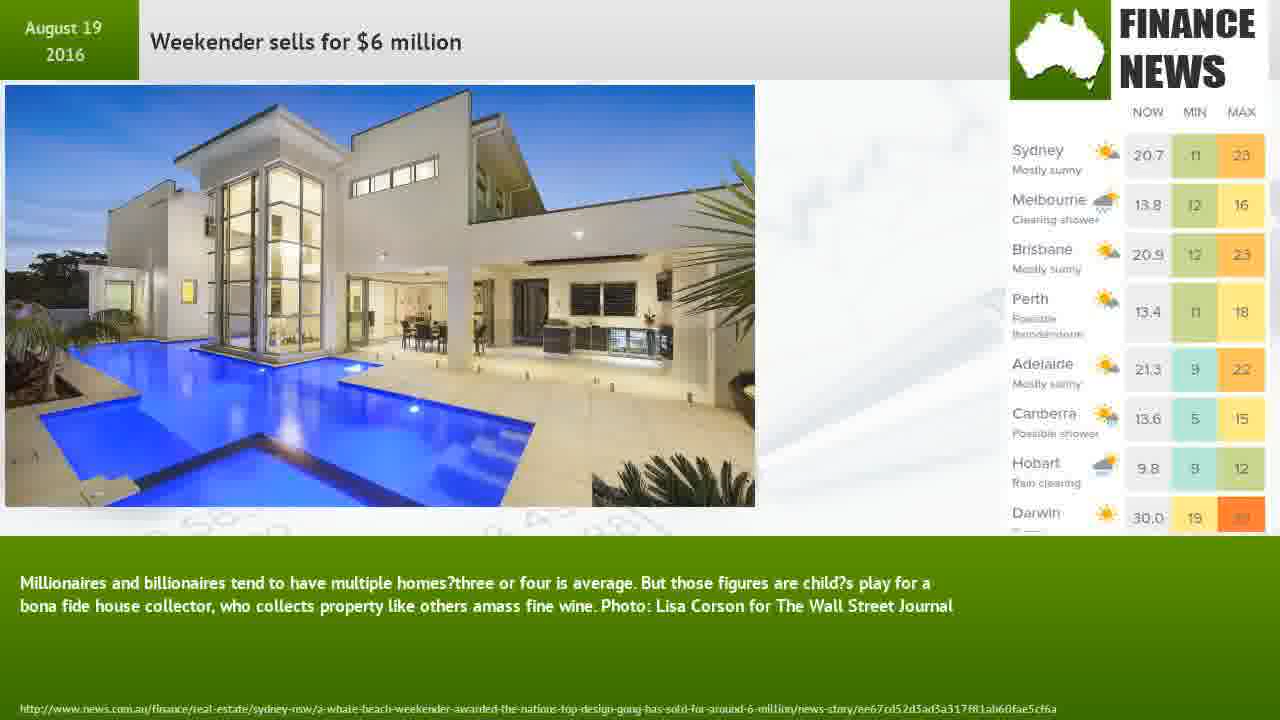 August 19
2016
Weekender sells for $6 million
FINANCE
NEWS
NOW MIN MAX
Sydney
Mostly sunny
20.7 11 23
Melbourne
Clearing shower
13.8 12 16
Brisbane
Mostly sunny
20.9 12 23
Perth
Possible
thunderstorm
13.4 11 18
Adelaide
Mostly sunny
21.3 9 22
Canberra
Possible shower
13.6 5 15
Hobart
Rain clearing
9.8 9 12
Darwin
30.0 19
Millionaires and billionaires tend to have multiple homes?three or four is average. But those figures are child?s play for a
bona fide house collector, who collects property like others amass fine wine. Photo: Lisa Corson for The Wall Street Journal
http://www.news.com.au/finance/real-estate/sydney-nsw/a-whale-beach-weekender-awarded-the-nations-top-design-gong-has-sold-for-around-6-million/news-story/ee67cd52d3ad3a317f81ab60fae5cf6a